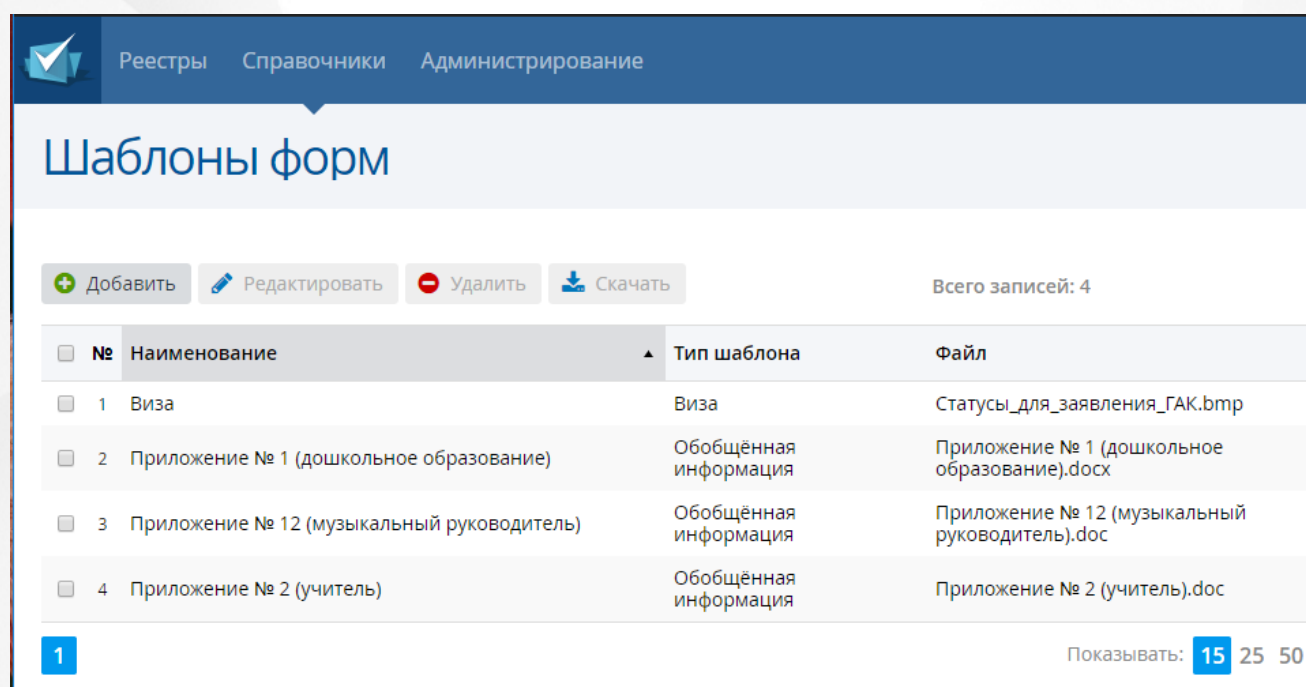 Реестры Справочники Администрирование
Шаблоны форм
Добавить Редактировать Удалить Скачать Всего записей: 4
№ Наименование Тип шаблона Файл
1 Виза Виза Статусы_для_заявления_ГАК.bmp
2 Приложение № 1 (дошкольное образование) Обобщённая информация Приложение № 1 (дошкольное образование).docx
3 Приложение № 12 (музыкальный руководитель) Обобщённая информация Приложение № 12 (музыкальный руководитель).doc
4 Приложение № 2 (учитель) Обобщённая информация Приложение № 2 (учитель).doc
1 Показывать: 15 25 50